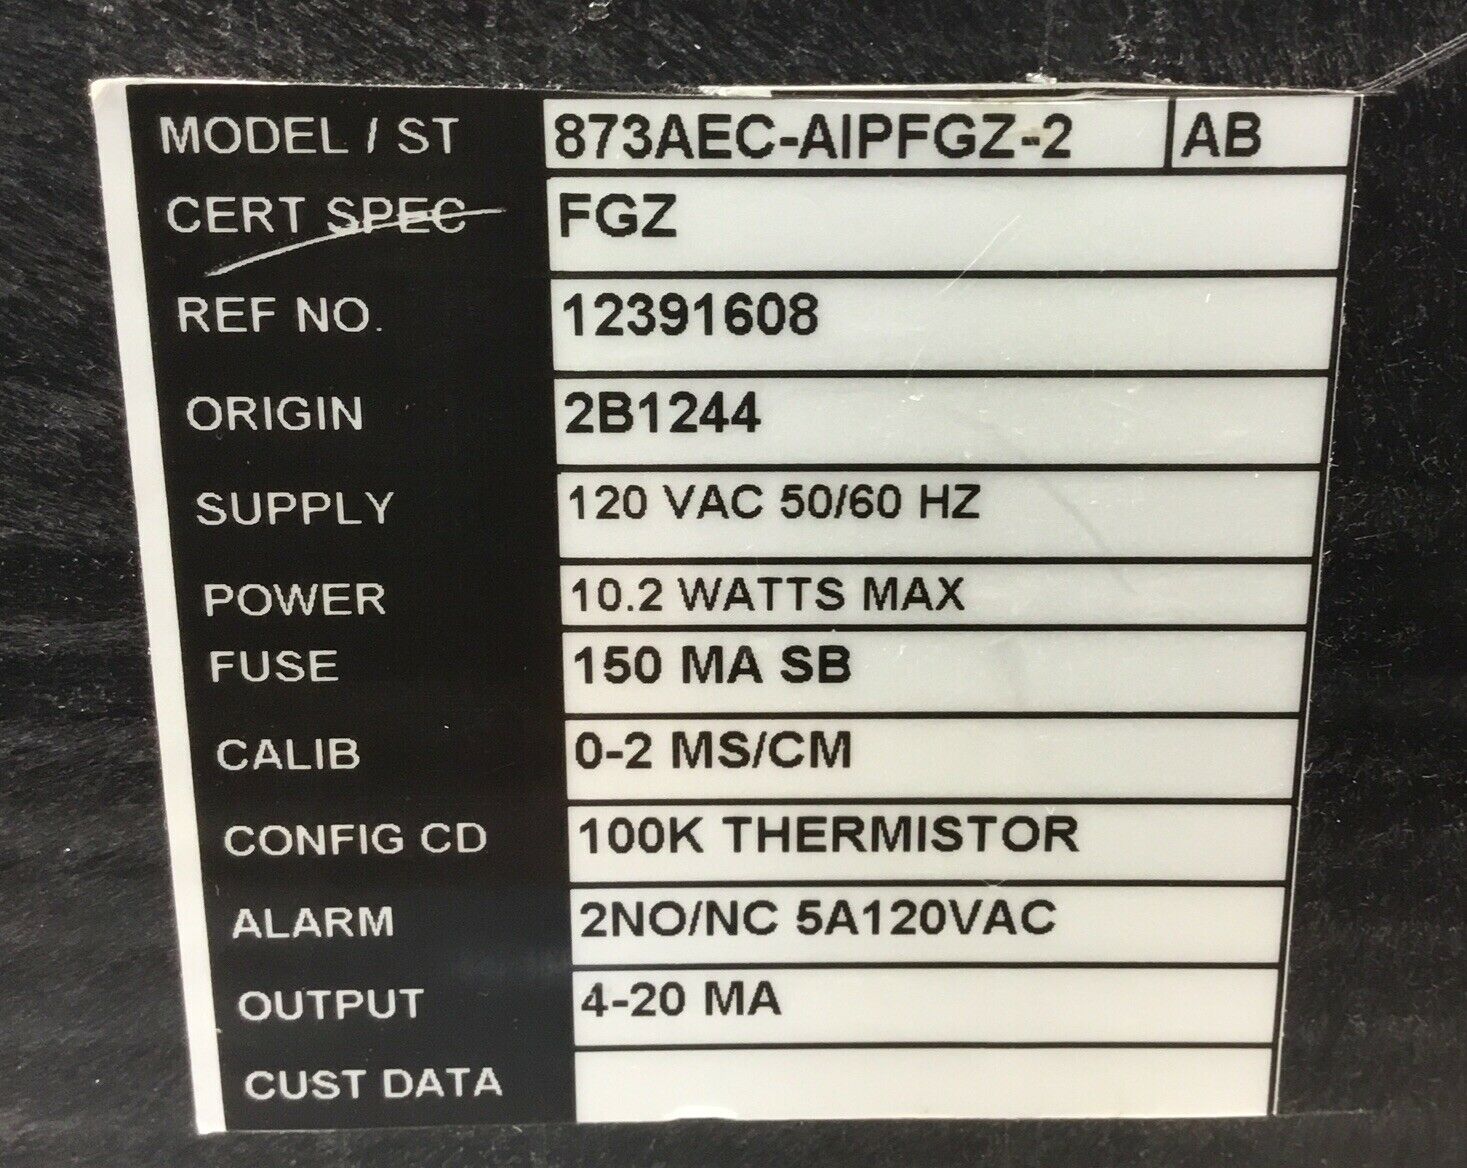 MODEL / ST 873AEC-AIPFGZ-2 AB
CERT SPEC FGZ
REF NO. 12391608
ORIGIN 2B1244
SUPPLY 120 VAC 50/60 HZ
POWER 10.2 WATTS MAX
FUSE 150 MA SB
CALIB 0-2 MS/CM
CONFIG CD 100K THERMISTOR
ALARM 2NO/NC 5A120VAC
OUTPUT 4-20 MA
CUST DATA